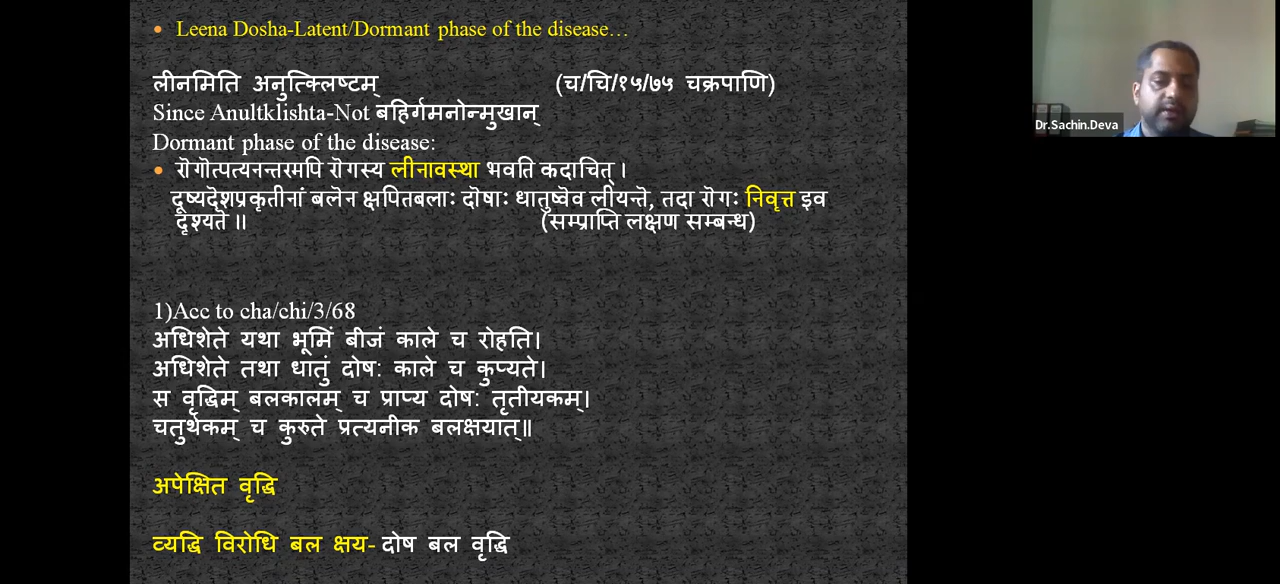 Leena Dosha-Latent/Dormant phase of the disease…
लीनमिति अनुत्क्लिष्टम् (च/चि/१५/७५ चक्रपाणि)
Since Anultklishta-Not बहिर्गमनोन्मुखान्
Dormant phase of the disease:
रॊगॊत्पत्यनन्तरमपि रॊगस्य लीनावस्था भवति कदाचित् ।
दूष्यदॆशप्रकृतीनां बलॆन क्षपितबलाः दॊषाः धातुष्वॆव लीयन्तॆ, तदा रॊगः निवृत्त इव
दृश्यतॆ ॥ (सम्प्राप्ति लक्षण सम्बन्ध)
1)Acc to cha/chi/3/68
अधिशेते यथा भूमिं बीजं काले च रोहति।
अधिशेते तथा धातुं दोष: काले च कुप्यते।
स वृद्धिम् बलकालम् च प्राप्य दोष: तृतीयकम्।
चतुर्थकम् च कुरुते प्रत्यनीक बलक्षयात्॥
अपेक्षित वृद्धि
व्यद्धि विरोधि बल क्षय- दोष बल वृद्धि
Dr.Sachin.Deva